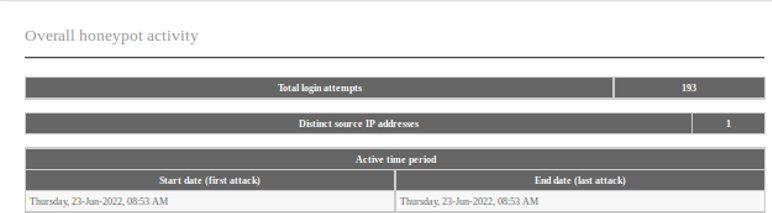 Overall honeypot activity
Total login attempts 193
Distinct source IP addresses 1
Active time period
Start date (first attack) End date (last attack)
Thursday, 23-Jun-2022, 08:53 AM Thursday, 23-Jun-2022, 08:53 AM